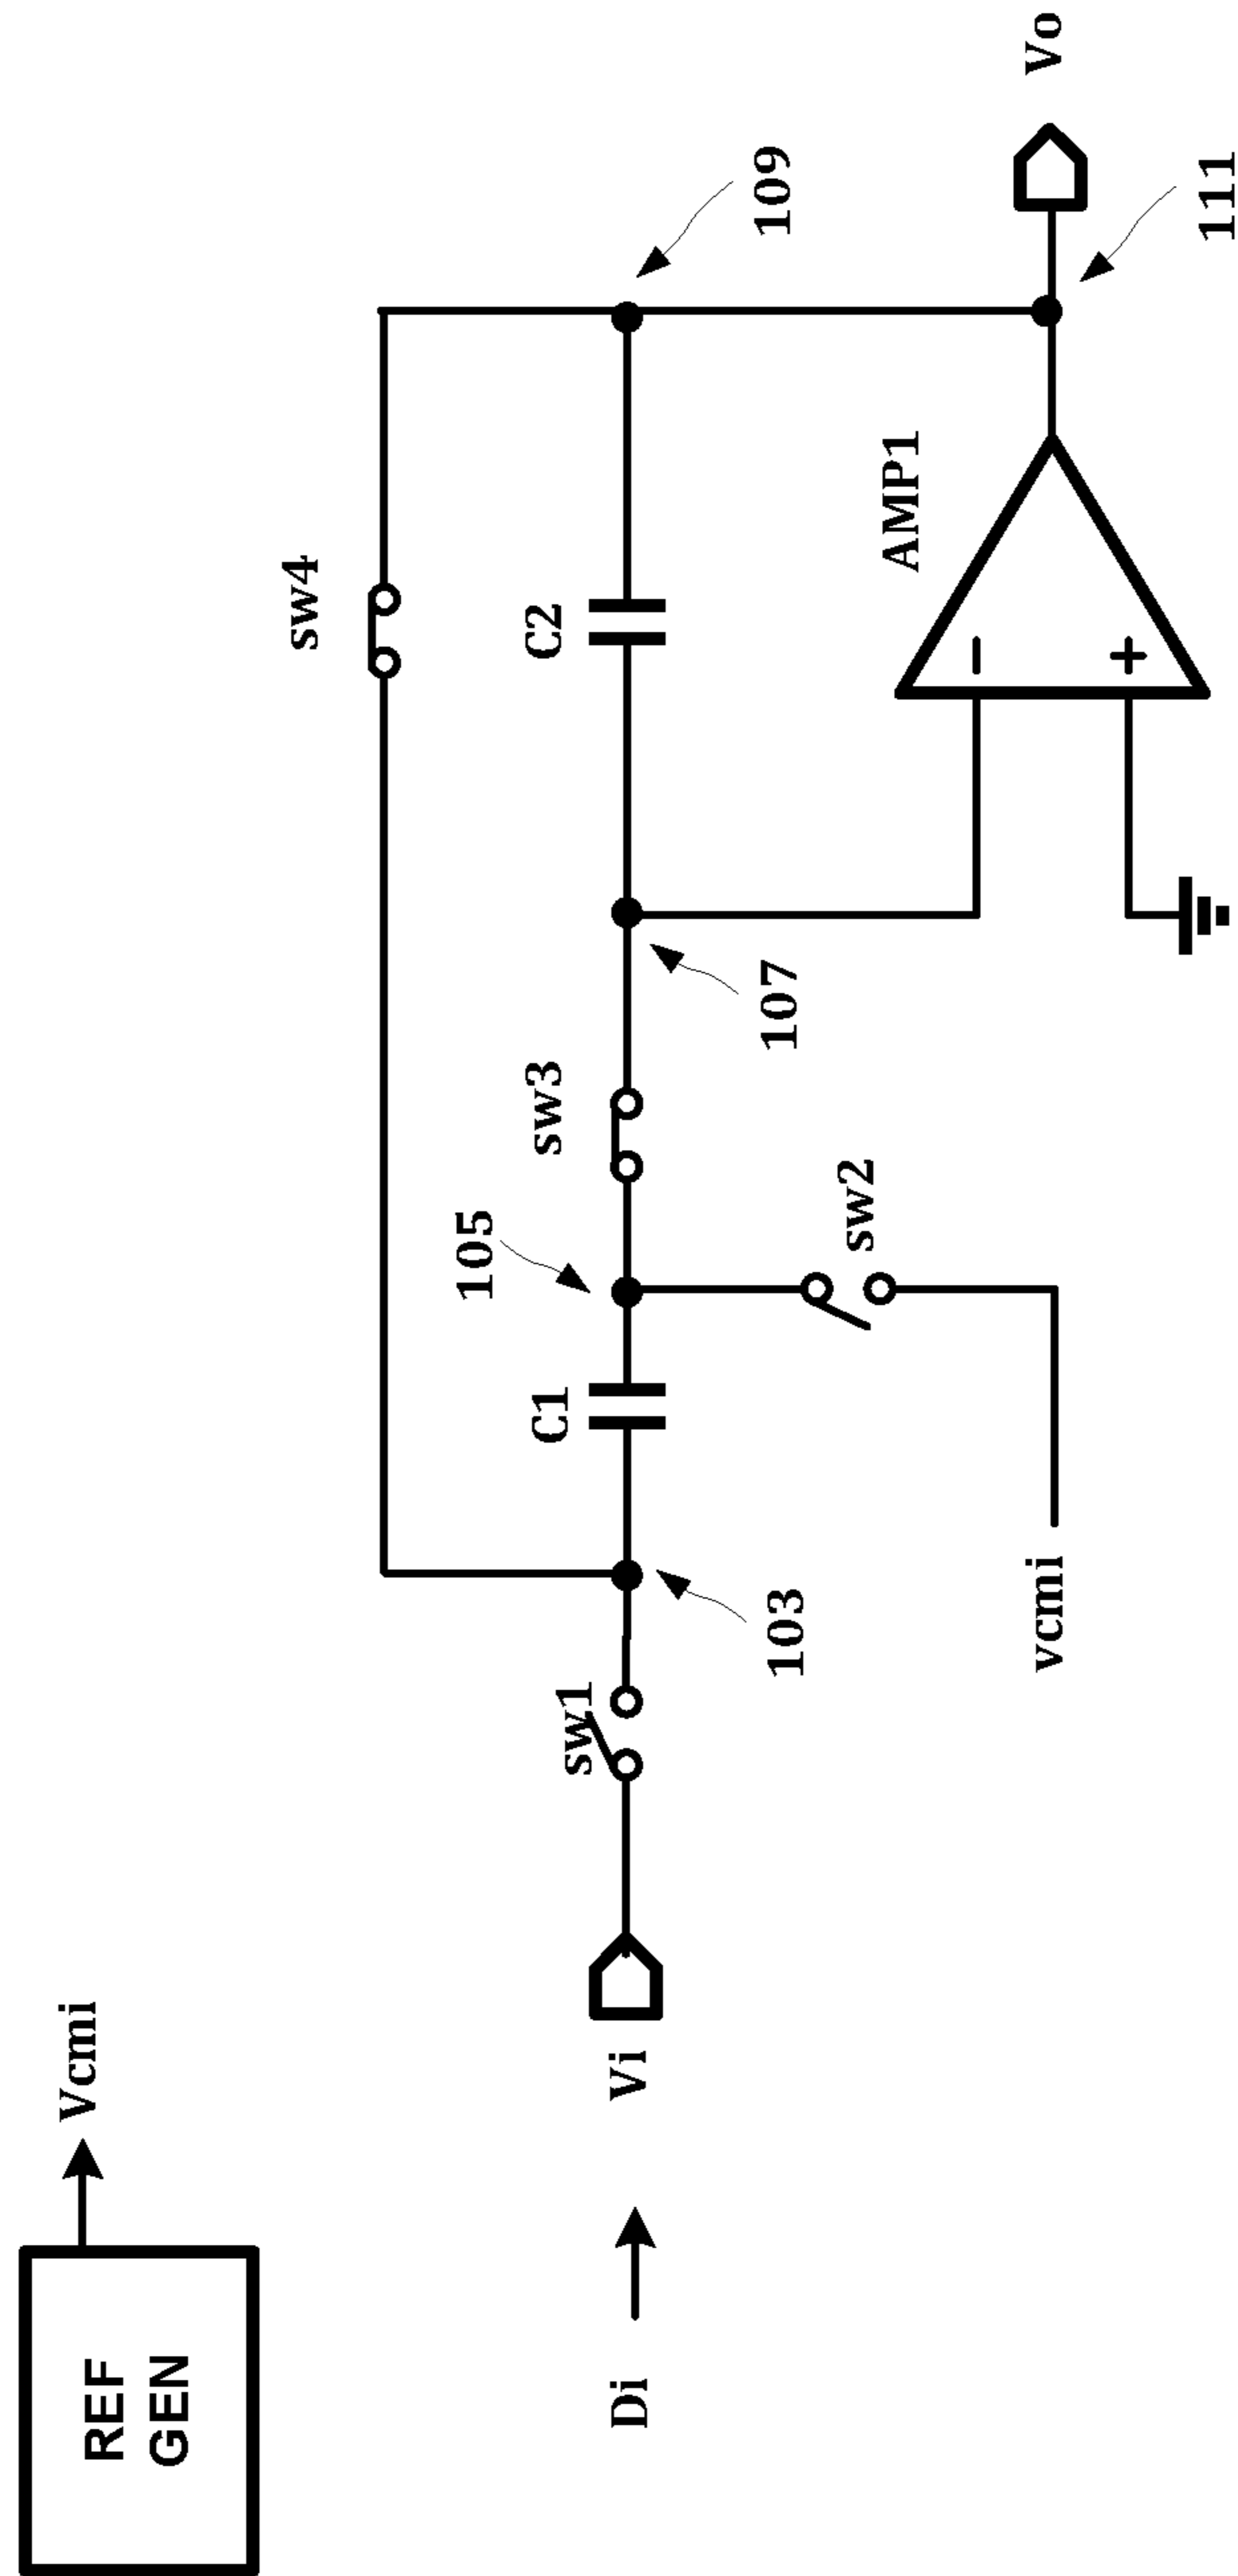 REF
GEN
Vcmi
sw4
C1
105
sw3
C2
109
Di
Vi
sw1
103
sw2
107
AMP1
−
+
vcmi
Vo
111